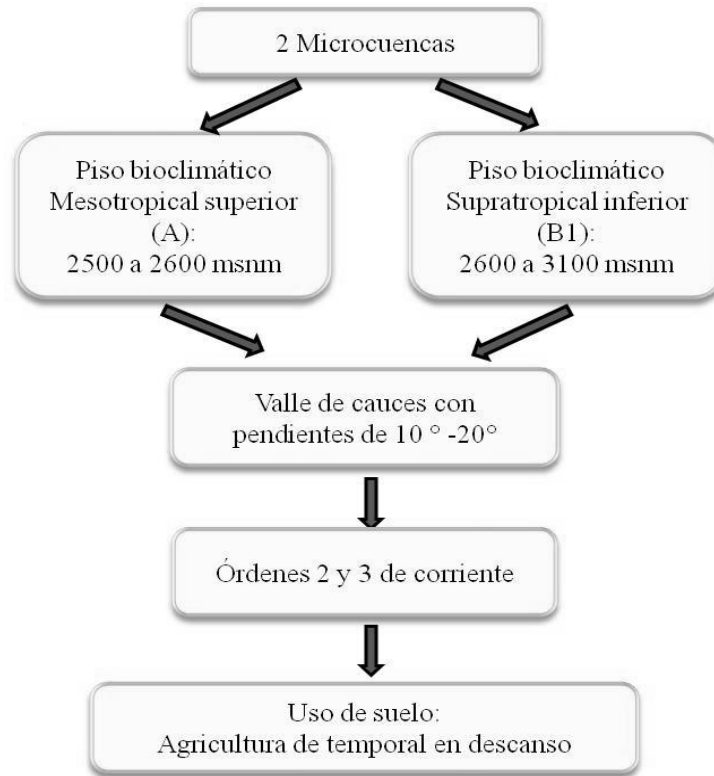 2 Microcuencas
Piso bioclimático
Mesotropical superior
(A):
2500 a 2600 msnm
Piso bioclimático
Supratropical inferior
(B1):
2600 a 3100 msnm
Valle de cauces con
pendientes de 10 ° -20°
Órdenes 2 y 3 de corriente
Uso de suelo:
Agricultura de temporal en descanso